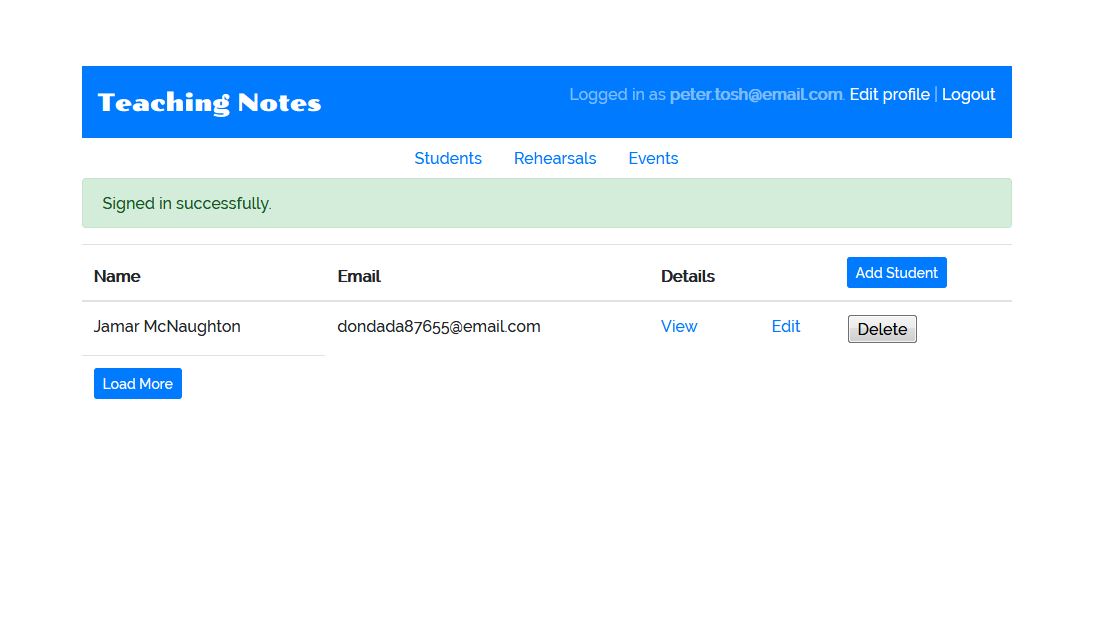 Teaching Notes
Logged in as peter.tosh@email.com. Edit profile | Logout
Students Rehearsals Events
Signed in successfully.
Name Email Details Add Student
Jamar McNaughton dondada87655@email.com View Edit Delete
Load More